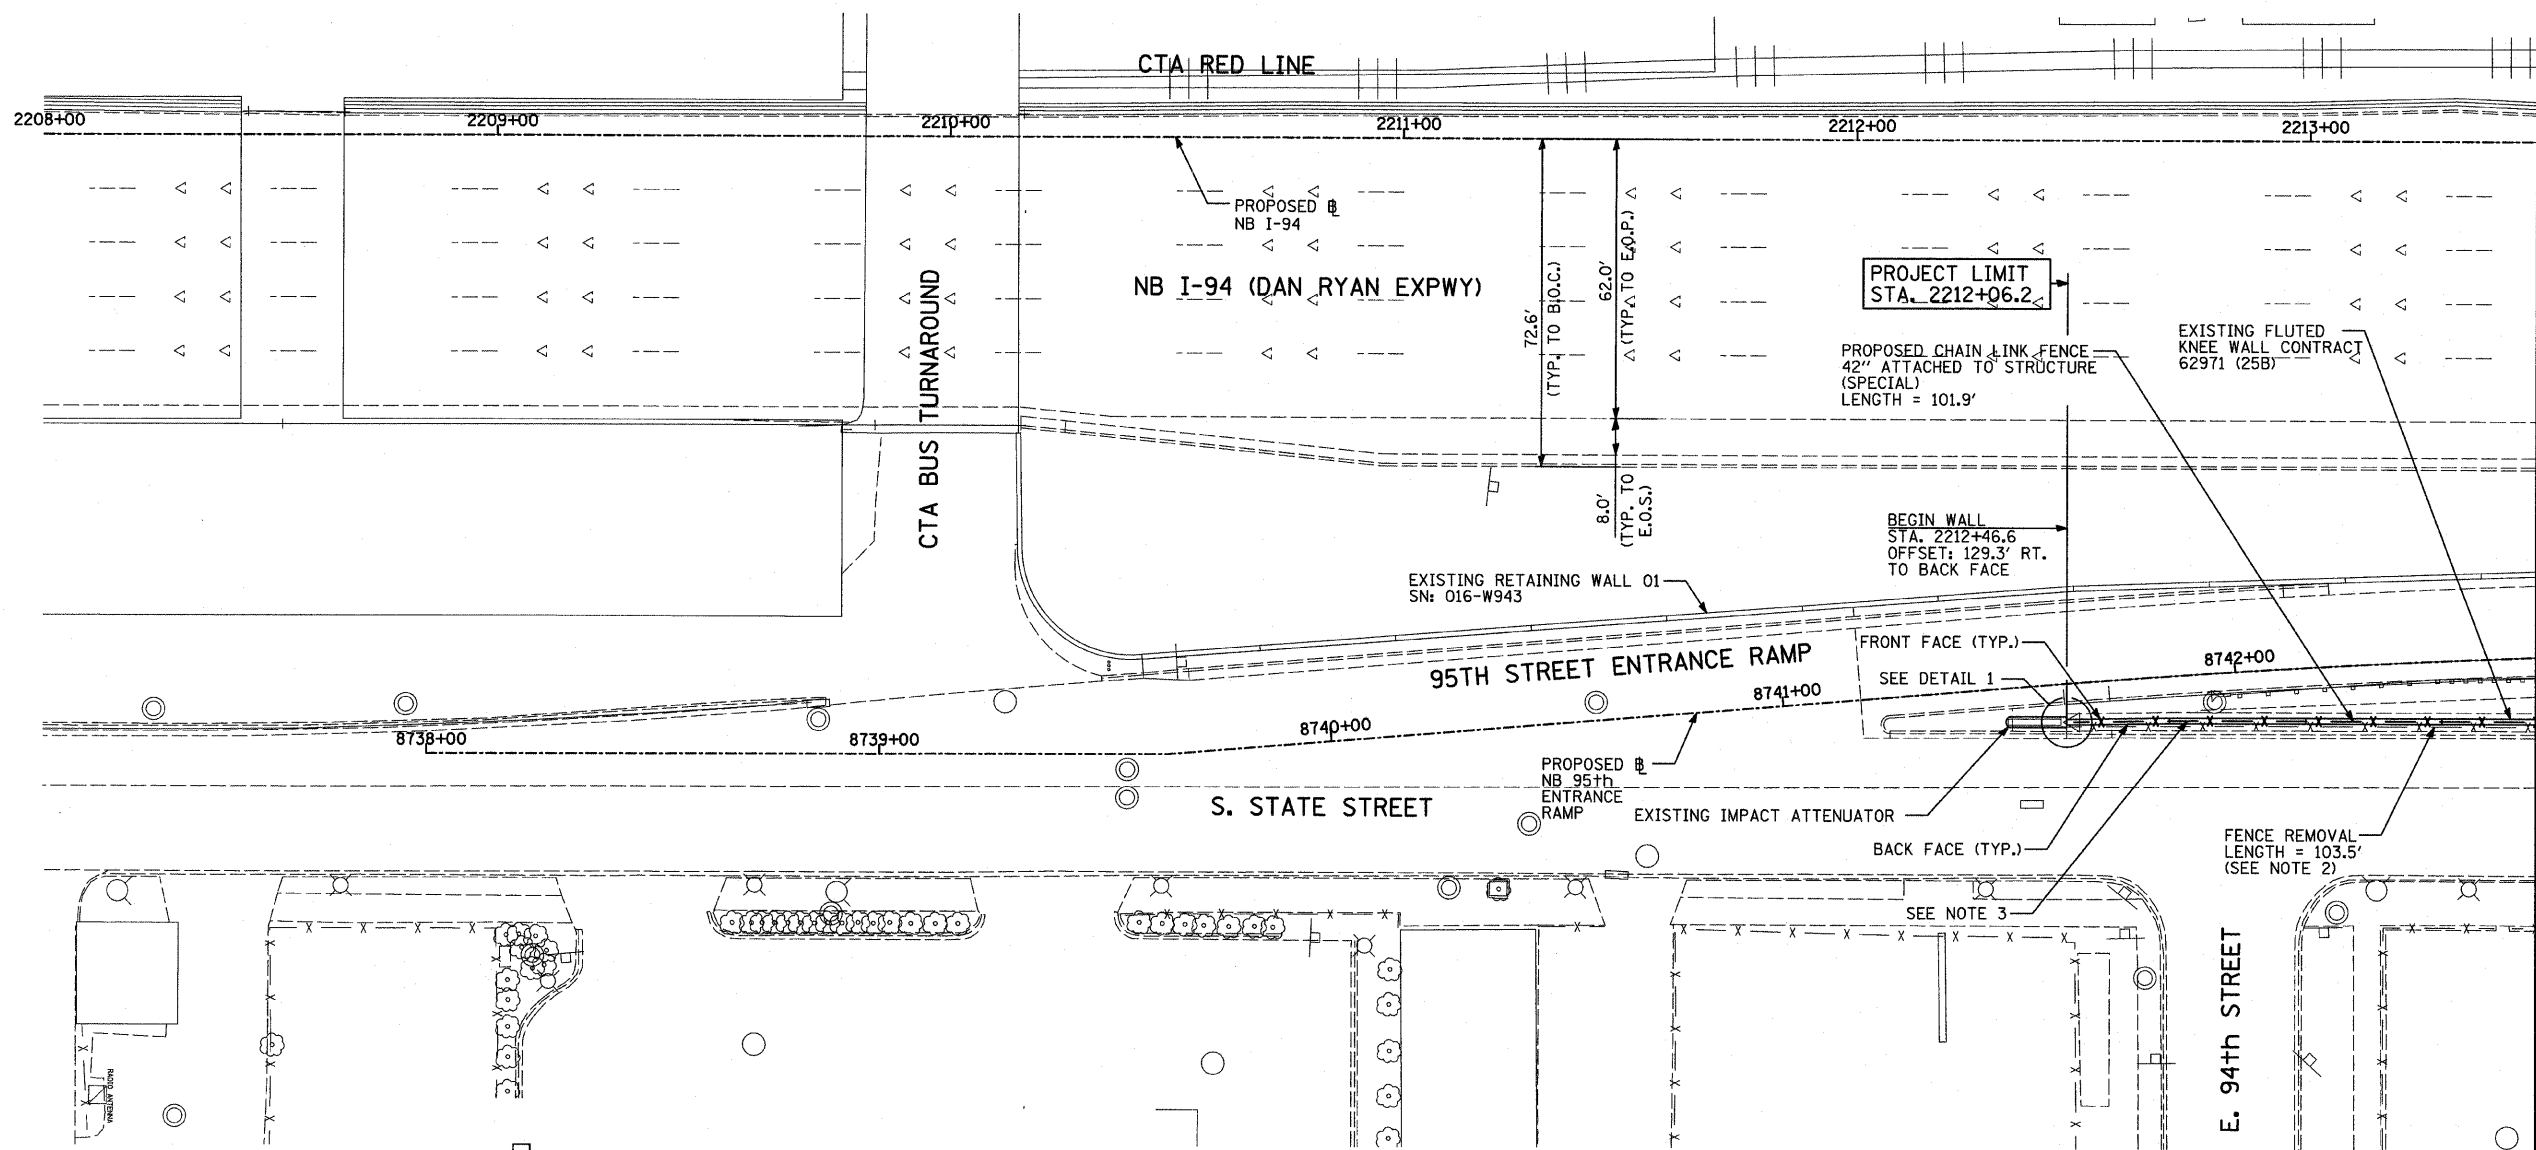 CTA RED LINE
2208+00
2209+00
2210+00
2211+00
2212+00
2213+00
PROPOSED ℄
NB I-94
NB I-94 (DAN RYAN EXPWY)
CTA BUS TURNAROUND
72.6'
(TYP. TO B.O.C.)
62.0'
(TYP. TO E.O.P.)
8.0'
(TYP. TO
E.O.S.)
PROJECT LIMIT
STA. 2212+06.2
PROPOSED CHAIN LINK FENCE
42" ATTACHED TO STRUCTURE
(SPECIAL)
LENGTH = 101.9'
EXISTING FLUTED
KNEE WALL CONTRACT
62971 (25B)
BEGIN WALL
STA. 2212+46.6
OFFSET: 129.3' RT.
TO BACK FACE
EXISTING RETAINING WALL 01
SN: 016-W943
95TH STREET ENTRANCE RAMP
FRONT FACE (TYP.)
SEE DETAIL 1
8738+00
8739+00
8740+00
8741+00
8742+00
PROPOSED ℄
NB 95th
ENTRANCE
RAMP
S. STATE STREET
EXISTING IMPACT ATTENUATOR
BACK FACE (TYP.)
SEE NOTE 3
FENCE REMOVAL
LENGTH = 103.5'
(SEE NOTE 2)
E. 94th STREET
RADIO ANTENNA